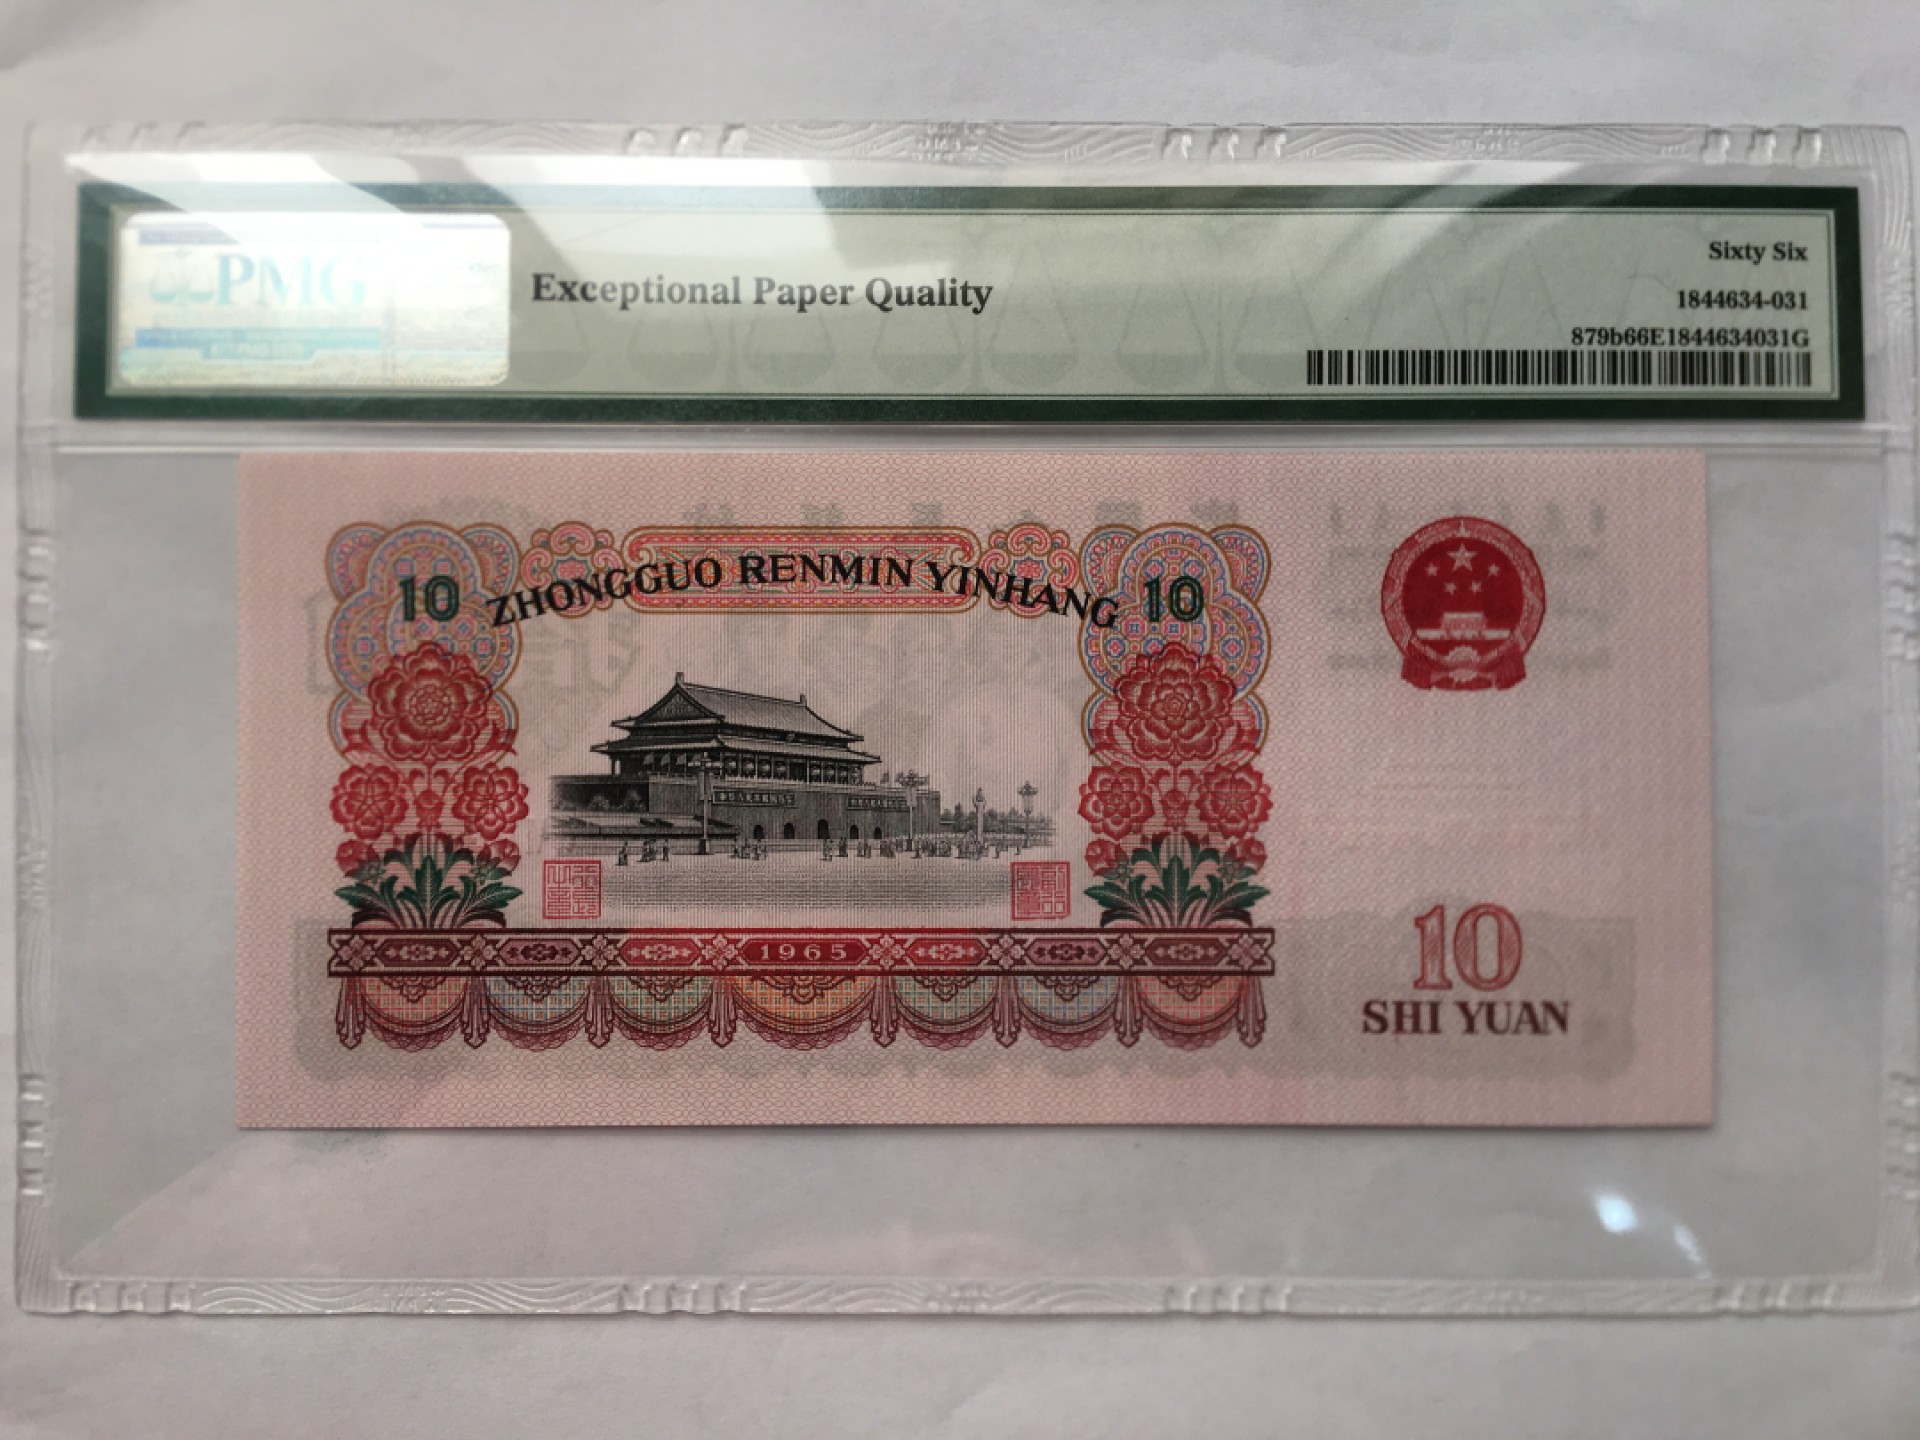 PMG
Exceptional Paper Quality
Sixty Six
1844634-031
879b66E1844634031G
10 ZHONGGUO RENMIN YINHANG 10
1965
10
SHI YUAN